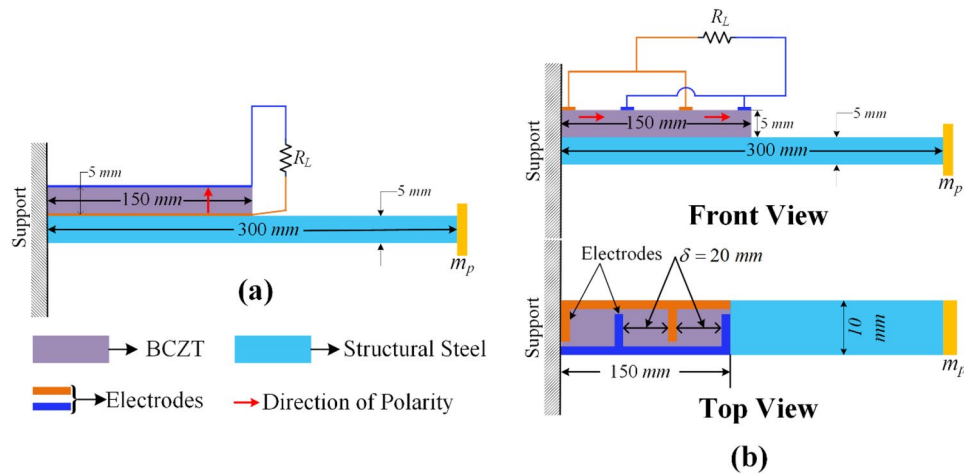 R_L
5 mm
5 mm
150 mm
Support
300 mm
m_p
(a)
BCZT
Structural Steel
Electrodes
Direction of Polarity
R_L
5 mm
150 mm
5 mm
Support
300 mm
m_p
Front View
Electrodes
δ = 20 mm
Support
10 mm
150 mm
m_p
Top View
(b)